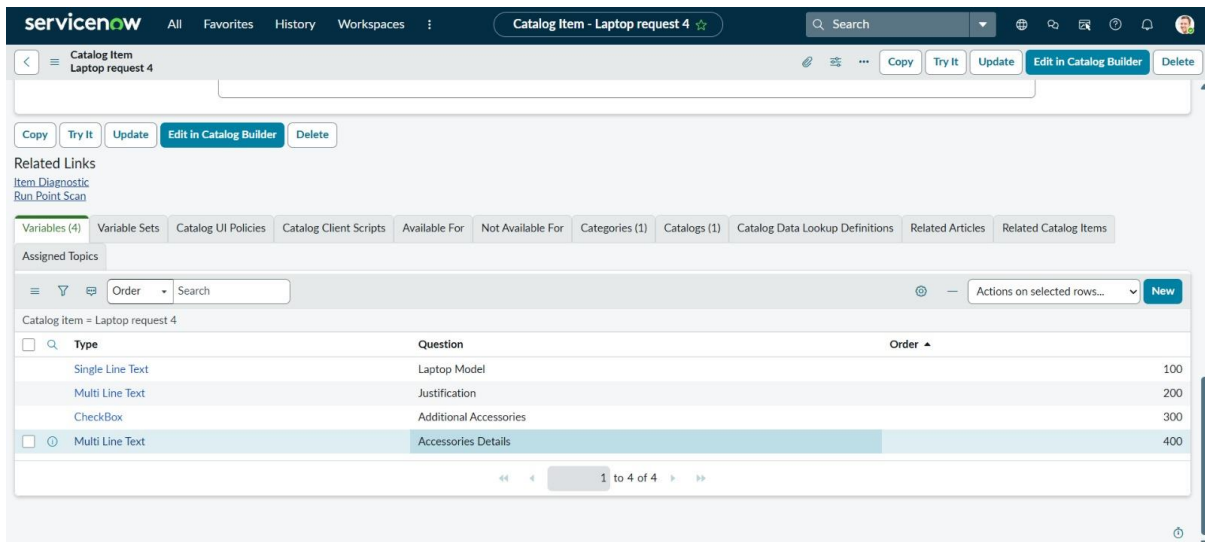 servicenow All Favorites History Workspaces Catalog Item - Laptop request 4 Search
Catalog Item
Laptop request 4
Copy Try It Update Edit in Catalog Builder Delete
Copy Try It Update Edit in Catalog Builder Delete
Related Links
Item Diagnostic
Run Point Scan
Variables (4) Variable Sets Catalog UI Policies Catalog Client Scripts Available For Not Available For Categories (1) Catalogs (1) Catalog Data Lookup Definitions Related Articles Related Catalog Items
Assigned Topics
Order Search Actions on selected rows... New
Catalog item = Laptop request 4
Type Question Order
Single Line Text Laptop Model 100
Multi Line Text Justification 200
CheckBox Additional Accessories 300
Multi Line Text Accessories Details 400
1 to 4 of 4